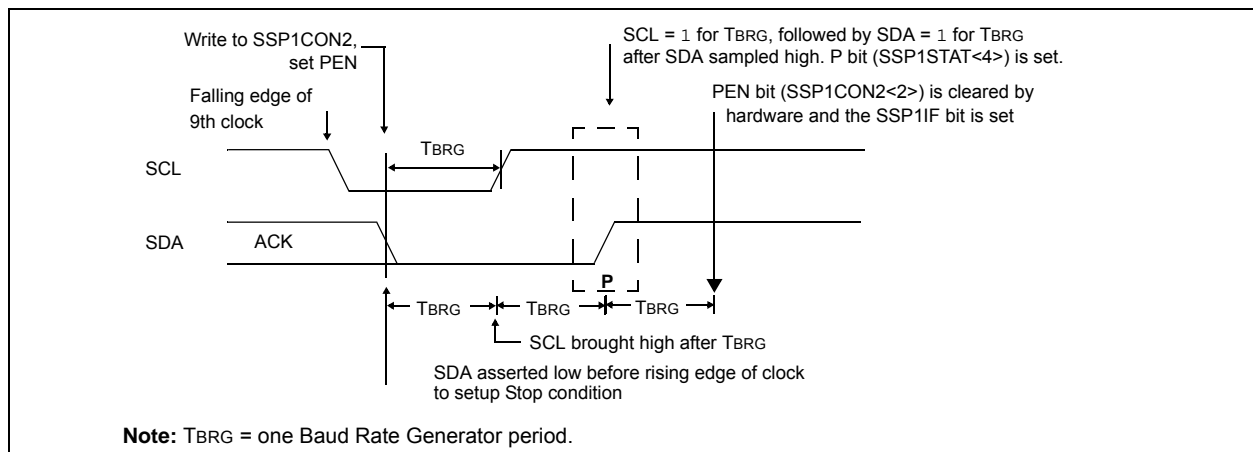 Write to SSP1CON2,
set PEN
SCL = 1 for TBRG, followed by SDA = 1 for TBRG
after SDA sampled high. P bit (SSP1STAT<4>) is set.
Falling edge of
9th clock
PEN bit (SSP1CON2<2>) is cleared by
hardware and the SSP1IF bit is set
TBRG
SCL
SDA
ACK
P
TBRG
TBRG
TBRG
SCL brought high after TBRG
SDA asserted low before rising edge of clock
to setup Stop condition
Note: TBRG = one Baud Rate Generator period.